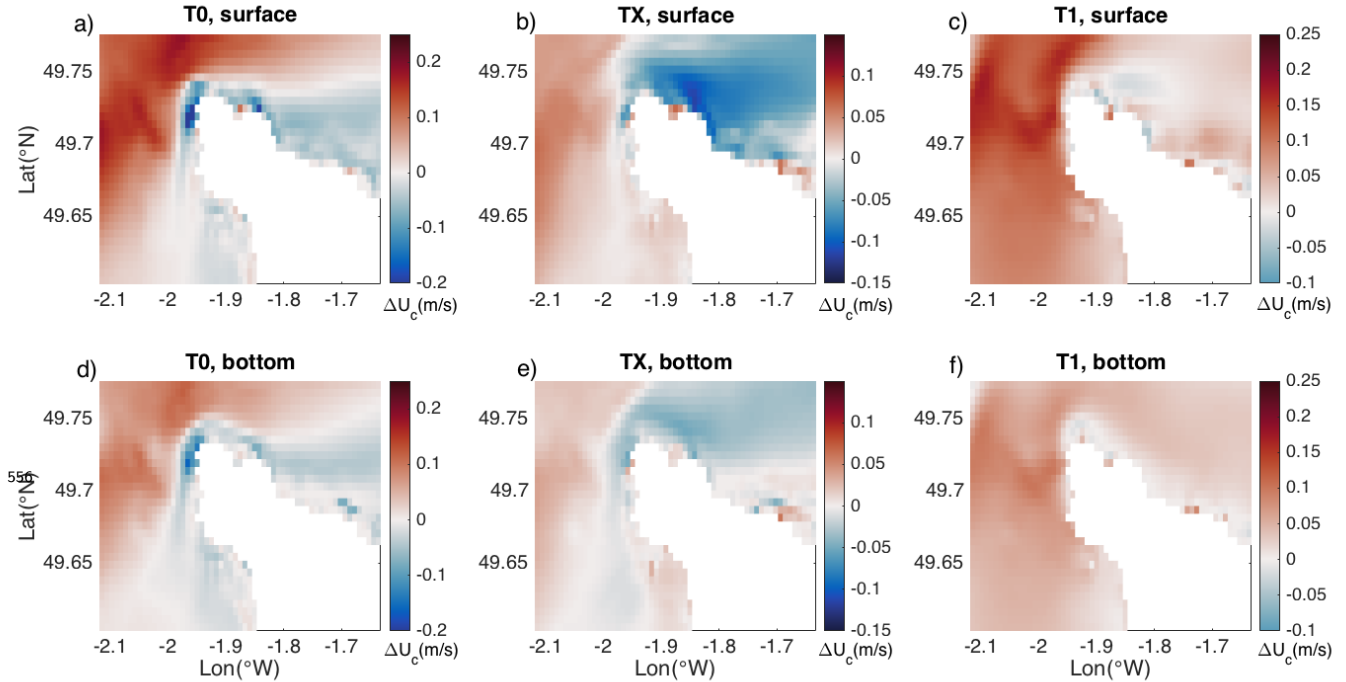 a) T0, surface
b) TX, surface
c) T1, surface
49.75
49.7
49.65
Lat(°N)
-2.1 -2 -1.9 -1.8 -1.7
0.2
0.1
0
-0.1
-0.2
ΔUc(m/s)
49.75
49.7
49.65
-2.1 -2 -1.9 -1.8 -1.7
0.1
0.05
0
-0.05
-0.1
-0.15
ΔUc(m/s)
49.75
49.7
49.65
-2.1 -2 -1.9 -1.8 -1.7
0.25
0.2
0.15
0.1
0.05
0
-0.05
-0.1
ΔUc(m/s)
d) T0, bottom
e) TX, bottom
f) T1, bottom
49.75
49.7
49.65
556
Lat(°N)
-2.1 -2 -1.9 -1.8 -1.7
Lon(°W)
0.2
0.1
0
-0.1
-0.2
ΔUc(m/s)
49.75
49.7
49.65
-2.1 -2 -1.9 -1.8 -1.7
Lon(°W)
0.1
0.05
0
-0.05
-0.1
-0.15
ΔUc(m/s)
49.75
49.7
49.65
-2.1 -2 -1.9 -1.8 -1.7
Lon(°W)
0.25
0.2
0.15
0.1
0.05
0
-0.05
-0.1
ΔUc(m/s)